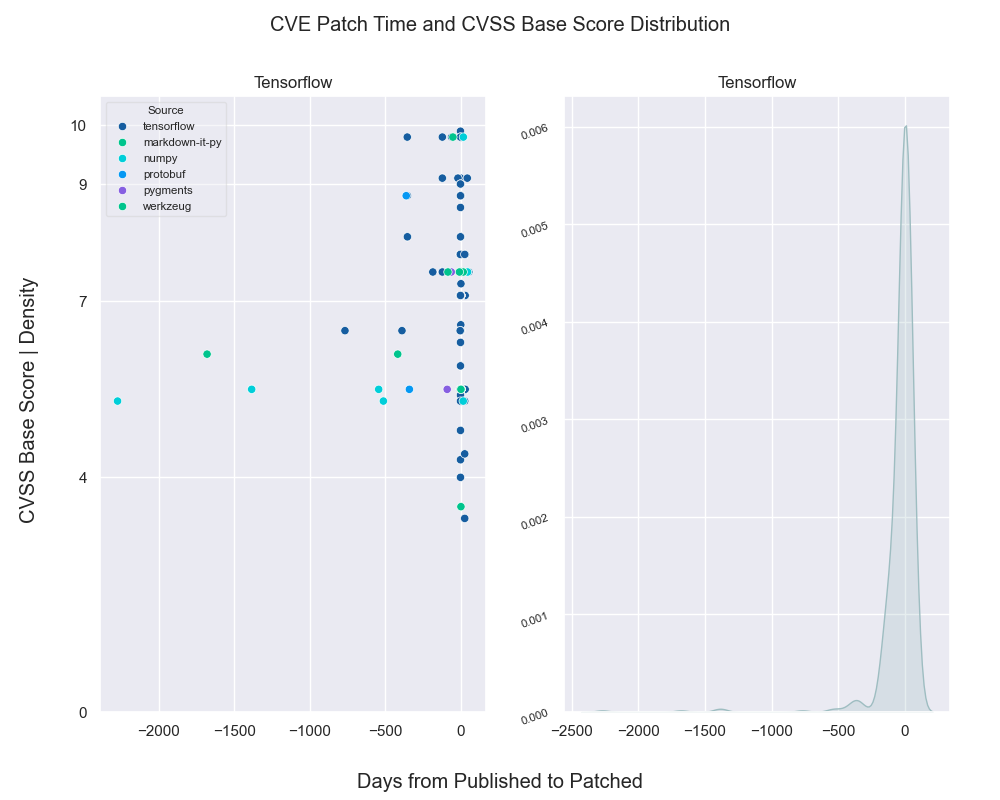 CVE Patch Time and CVSS Base Score Distribution
Tensorflow
Source
tensorflow
markdown-it-py
numpy
protobuf
pygments
werkzeug
10
9
7
4
0
−2000
−1500
−1000
−500
0
CVSS Base Score | Density
Tensorflow
0.006
0.005
0.004
0.003
0.002
0.001
0.000
−2500
−2000
−1500
−1000
−500
0
Days from Published to Patched